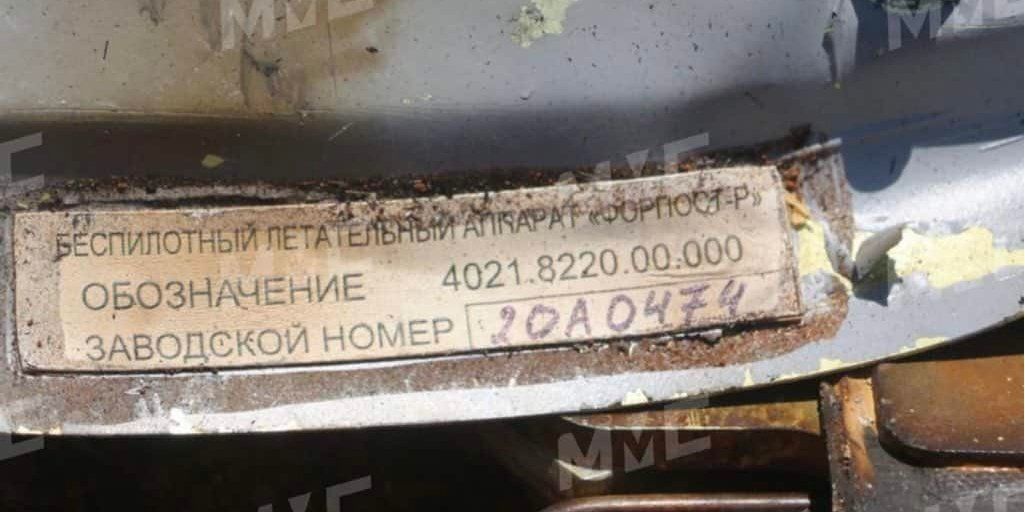 БЕСПИЛОТНЫЙ ЛЕТАТЕЛЬНЫЙ АППАРАТ «ФОРПОСТ-Р»
ОБОЗНАЧЕНИЕ 4021.8220.00.000
ЗАВОДСКОЙ НОМЕР 20А0474